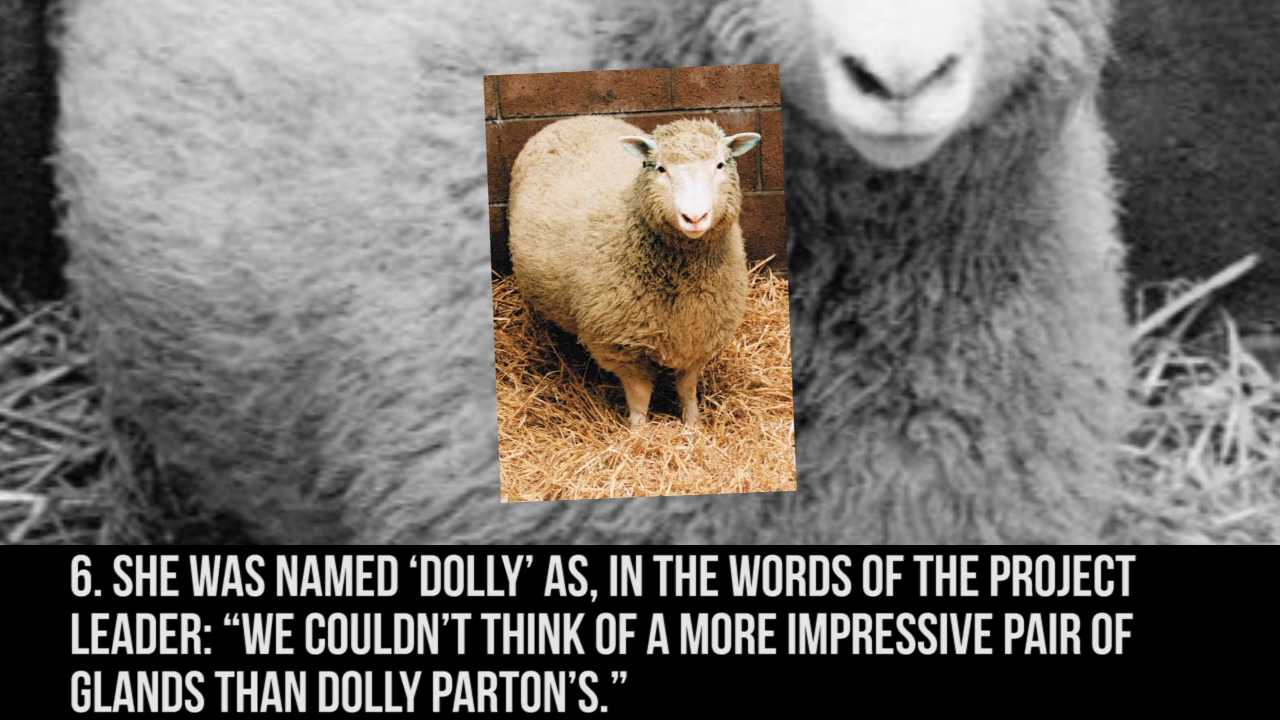 6. SHE WAS NAMED ‘DOLLY’ AS, IN THE WORDS OF THE PROJECT
LEADER: “WE COULDN’T THINK OF A MORE IMPRESSIVE PAIR OF
GLANDS THAN DOLLY PARTON’S.”